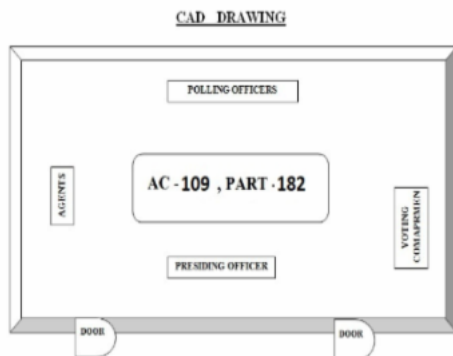 CAD DRAWING
POLLING OFFICERS
AGENTS
AC - 109 , PART - 182
VOTING
COMAPRMEN
PRESIDING OFFICER
DOOR
DOOR